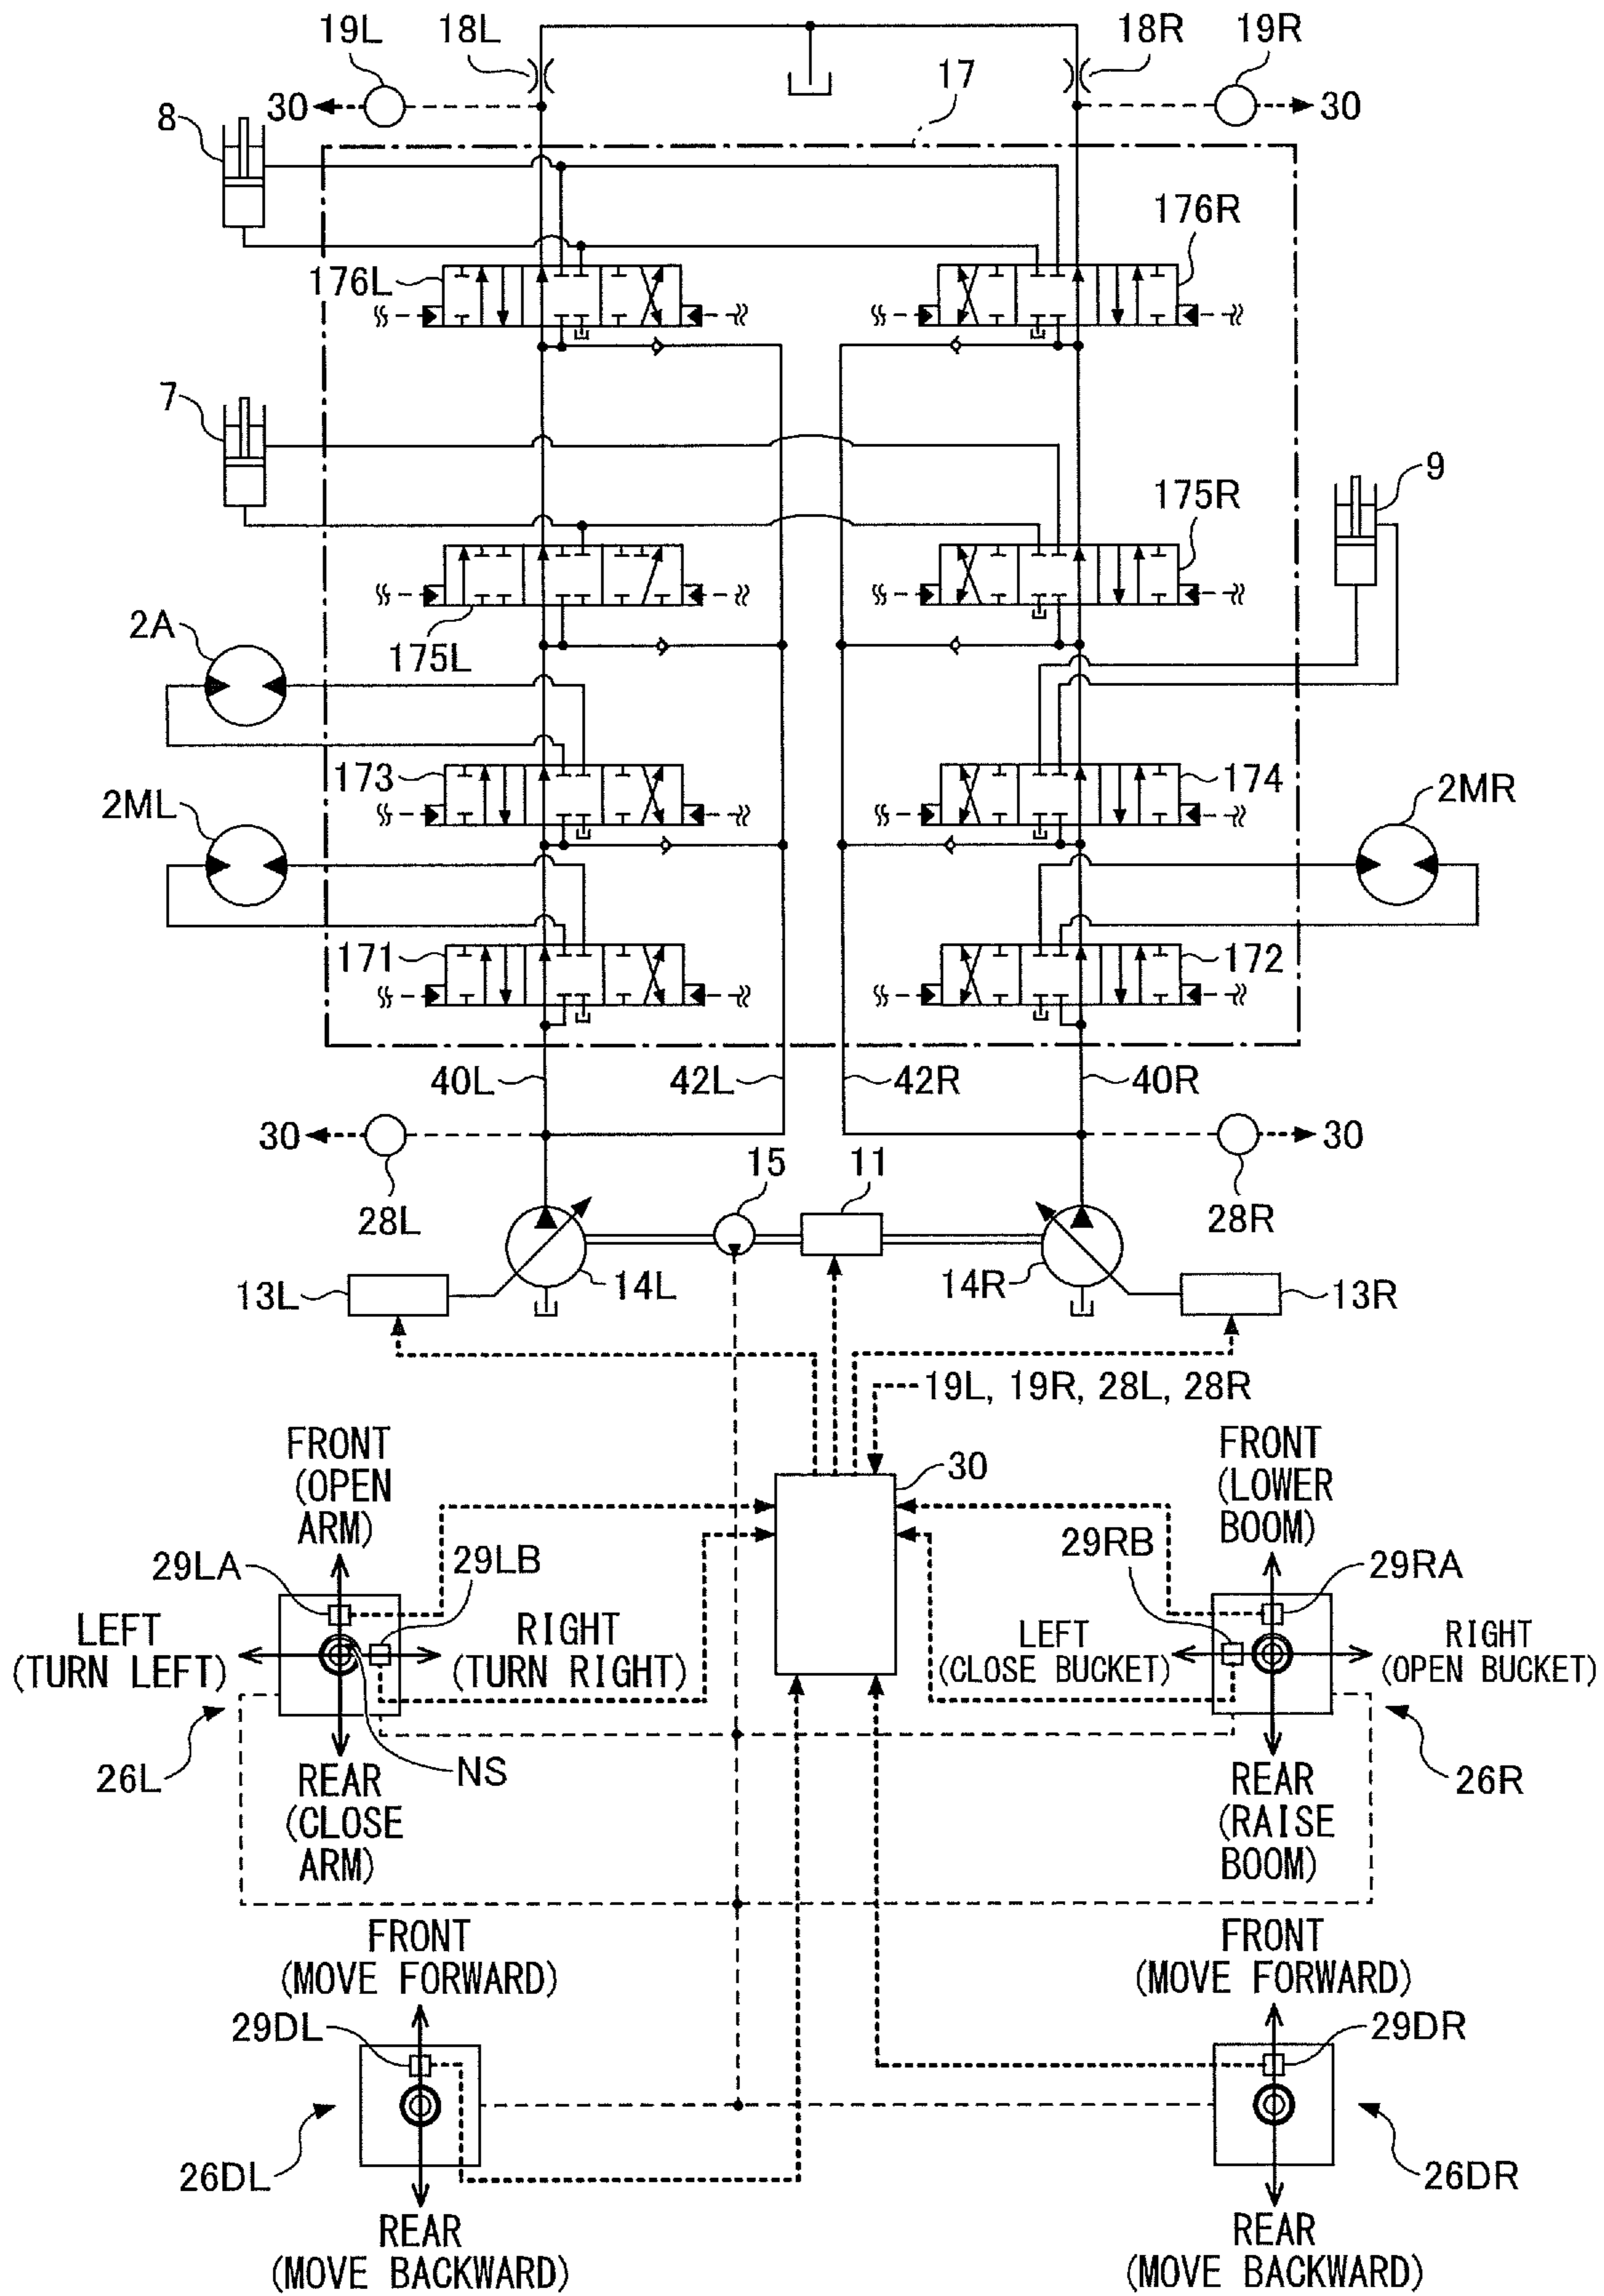 19L 18L 18R 19R
17
30 30
8
176R
176L
7
9
175R
2A
175L
173 174
2ML 2MR
171 172
40L 42L 42R 40R
30 30
15 11
28L 28R
13L 14L 14R 13R
19L, 19R, 28L, 28R
30
FRONT
(OPEN
ARM)
FRONT
(LOWER
BOOM)
29LA 29LB 29RB 29RA
LEFT
(TURN LEFT)
RIGHT
(TURN RIGHT)
LEFT
(CLOSE BUCKET)
RIGHT
(OPEN BUCKET)
26L NS 26R
REAR
(CLOSE
ARM)
REAR
(RAISE
BOOM)
FRONT
(MOVE FORWARD)
FRONT
(MOVE FORWARD)
29DL 29DR
26DL 26DR
REAR
(MOVE BACKWARD)
REAR
(MOVE BACKWARD)